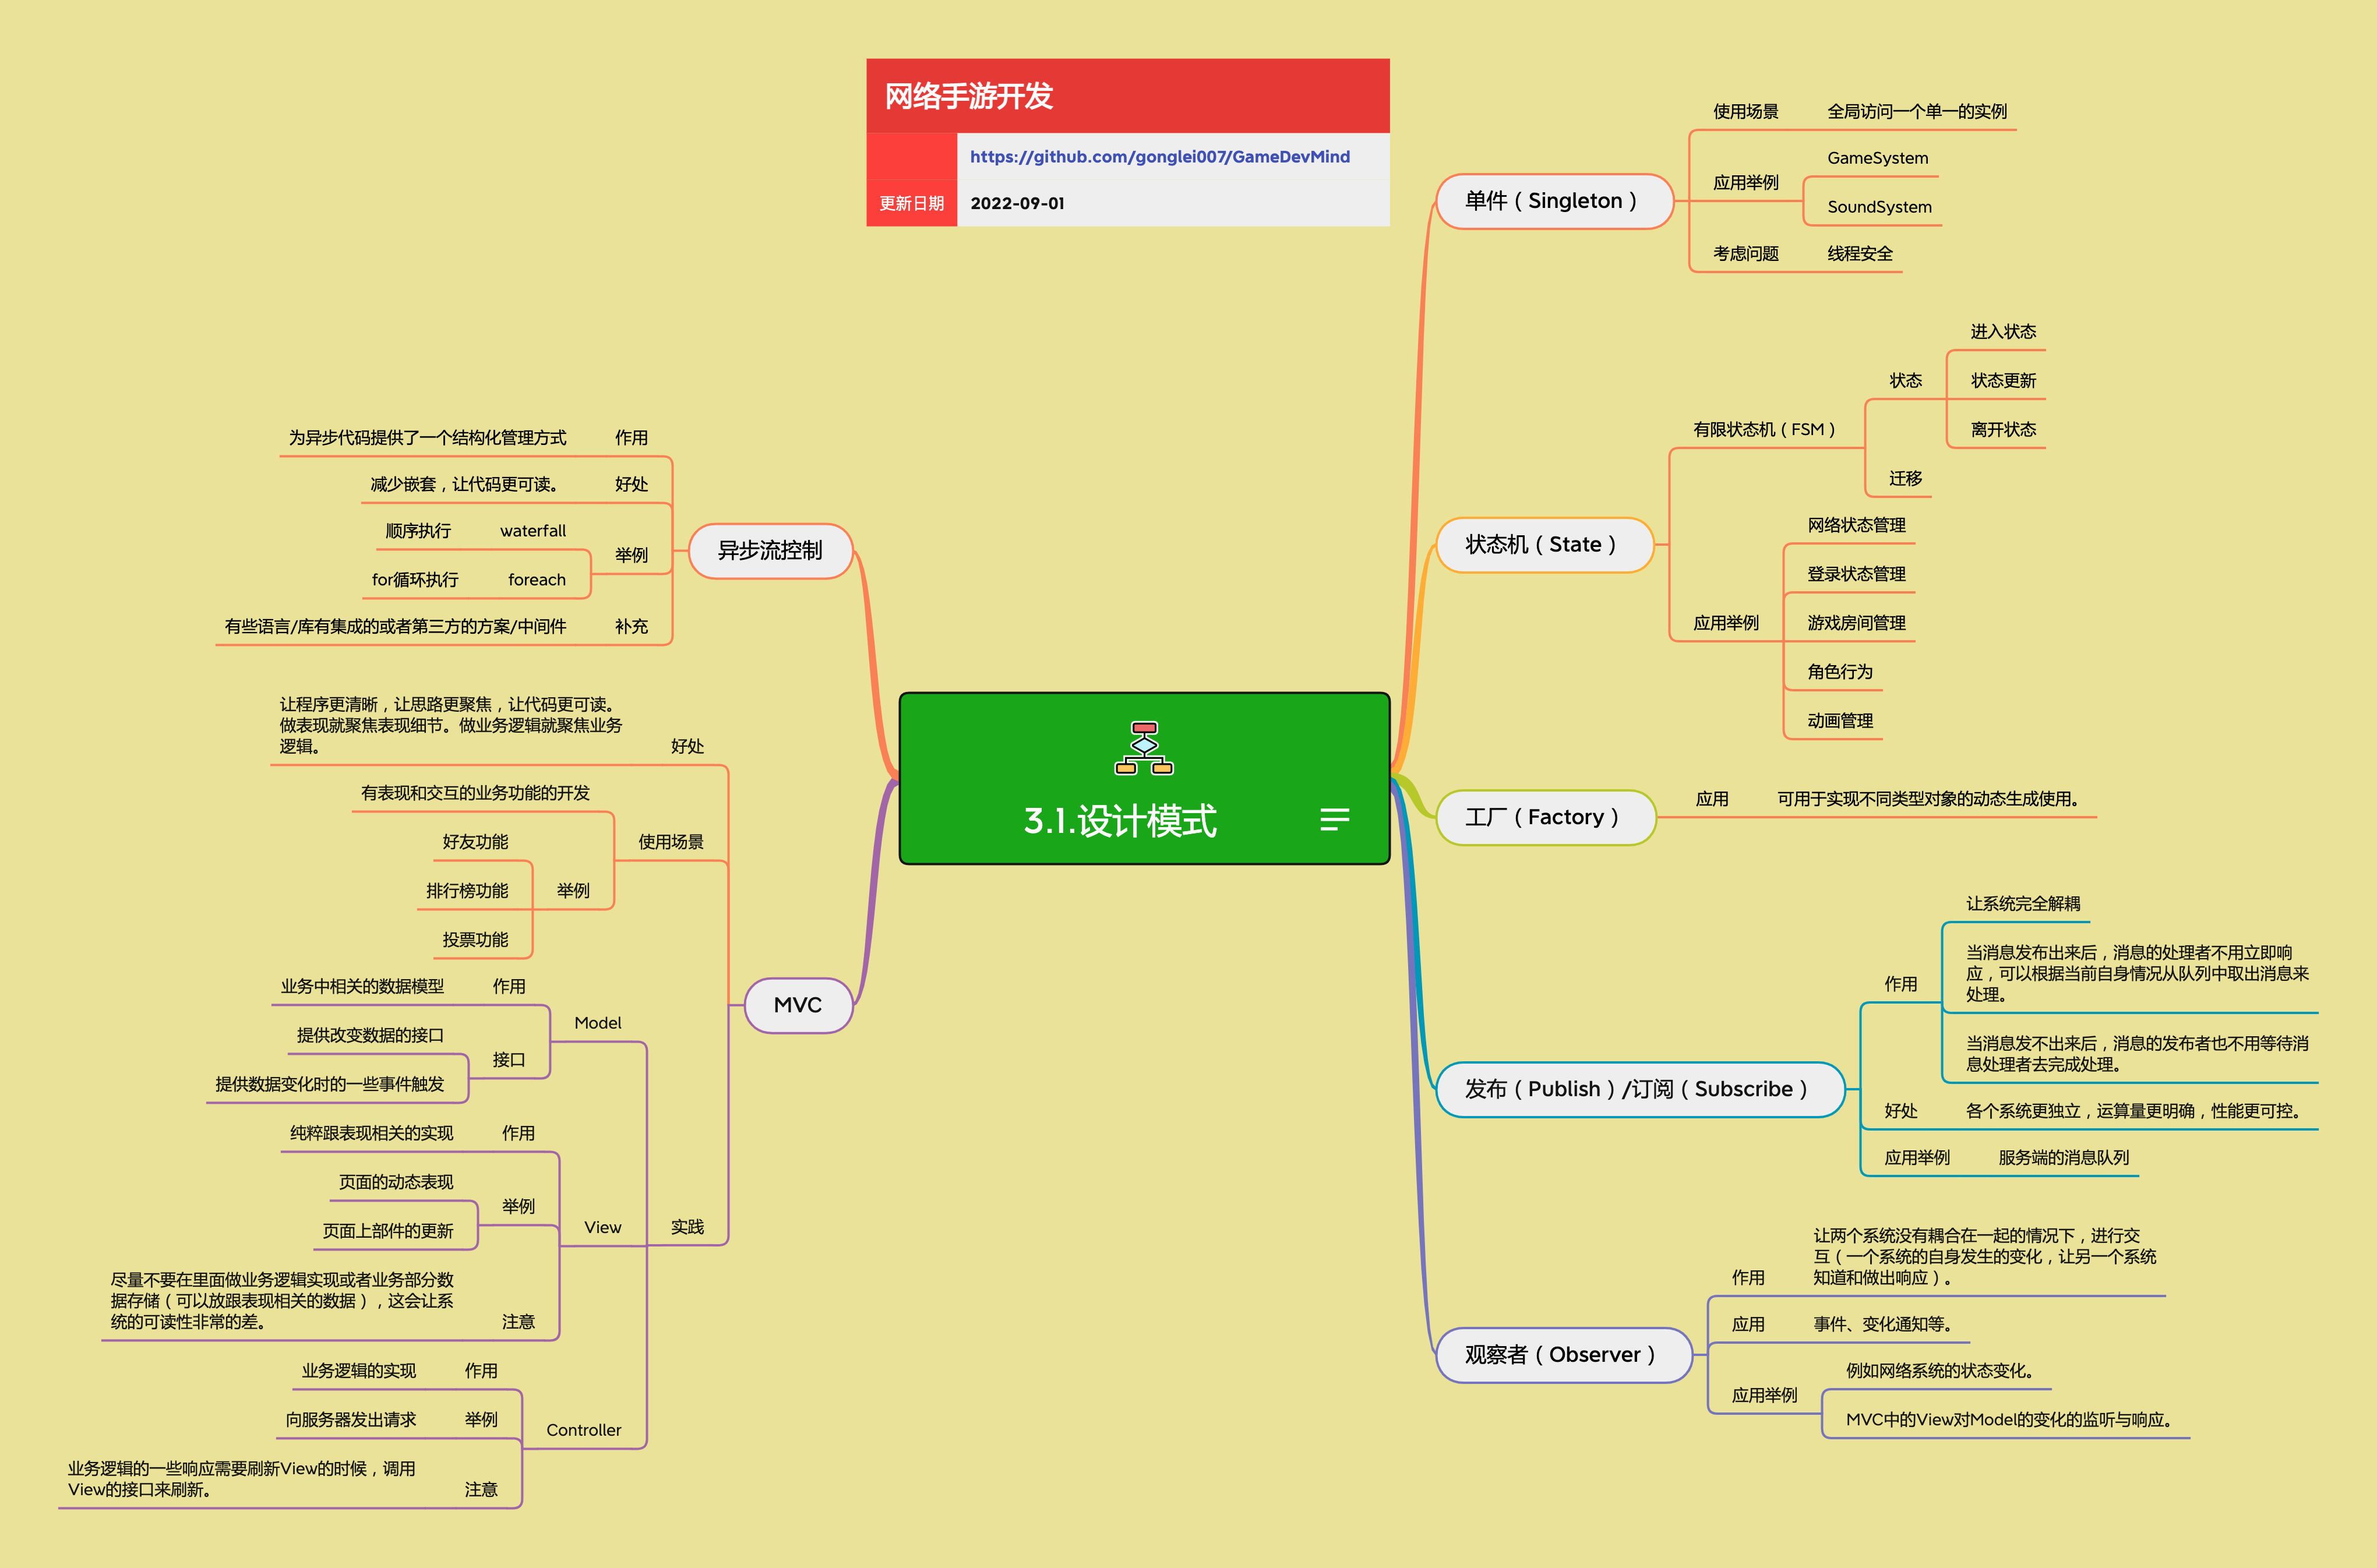 网络手游开发
https://github.com/gonglei007/GameDevMind
更新日期
2022-09-01
3.1.设计模式
单件（Singleton）
使用场景
全局访问一个单一的实例
应用举例
GameSystem
SoundSystem
考虑问题
线程安全
状态机（State）
有限状态机（FSM）
状态
进入状态
状态更新
离开状态
迁移
应用举例
网络状态管理
登录状态管理
游戏房间管理
角色行为
动画管理
工厂（Factory）
应用
可用于实现不同类型对象的动态生成使用。
发布（Publish）/订阅（Subscribe）
作用
让系统完全解耦
当消息发布出来后，消息的处理者不用立即响
应，可以根据当前自身情况从队列中取出消息来
处理。
当消息发不出来后，消息的发布者也不用等待消
息处理者去完成处理。
好处
各个系统更独立，运算量更明确，性能更可控。
应用举例
服务端的消息队列
观察者（Observer）
作用
让两个系统没有耦合在一起的情况下，进行交
互（一个系统的自身发生的变化，让另一个系统
知道和做出响应）。
应用
事件、变化通知等。
应用举例
例如网络系统的状态变化。
MVC中的View对Model的变化的监听与响应。
异步流控制
作用
为异步代码提供了一个结构化管理方式
好处
减少嵌套，让代码更可读。
举例
waterfall
顺序执行
foreach
for循环执行
补充
有些语言/库有集成的或者第三方的方案/中间件
MVC
好处
让程序更清晰，让思路更聚焦，让代码更可读。
做表现就聚焦表现细节。做业务逻辑就聚焦业务
逻辑。
使用场景
有表现和交互的业务功能的开发
举例
好友功能
排行榜功能
投票功能
实践
Model
作用
业务中相关的数据模型
接口
提供改变数据的接口
提供数据变化时的一些事件触发
View
作用
纯粹跟表现相关的实现
举例
页面的动态表现
页面上部件的更新
注意
尽量不要在里面做业务逻辑实现或者业务部分数
据存储（可以放跟表现相关的数据），这会让系
统的可读性非常的差。
Controller
作用
业务逻辑的实现
举例
向服务器发出请求
注意
业务逻辑的一些响应需要刷新View的时候，调用
View的接口来刷新。